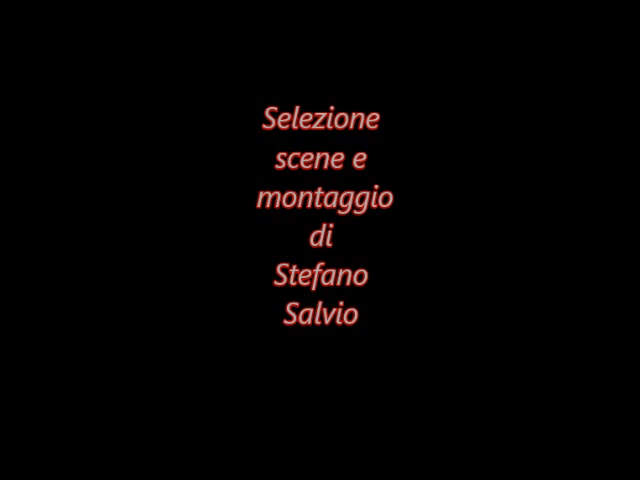 Selezione
scene e
montaggio
di
Stefano
Salvio